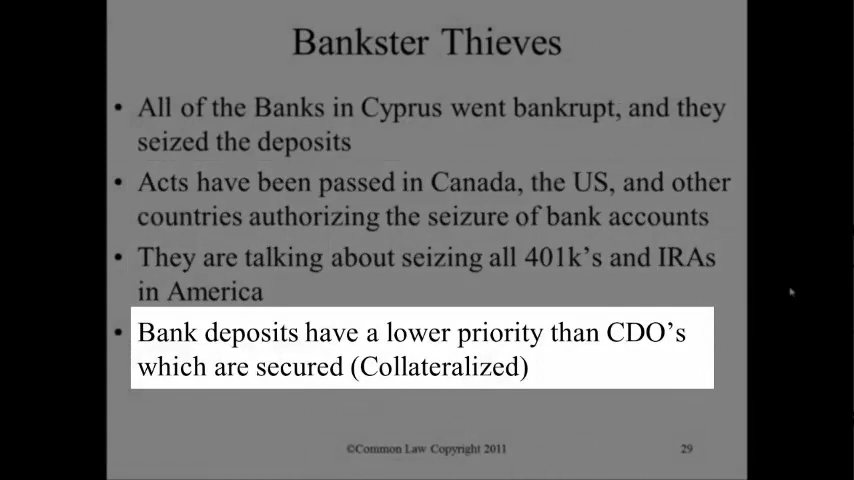 Bankster Thieves
• All of the Banks in Cyprus went bankrupt, and they
seized the deposits
• Acts have been passed in Canada, the US, and other
countries authorizing the seizure of bank accounts
• They are talking about seizing all 401k's and IRAs
in America
• Bank deposits have a lower priority than CDO's
which are secured (Collateralized)
©Common Law Copyright 2011
29